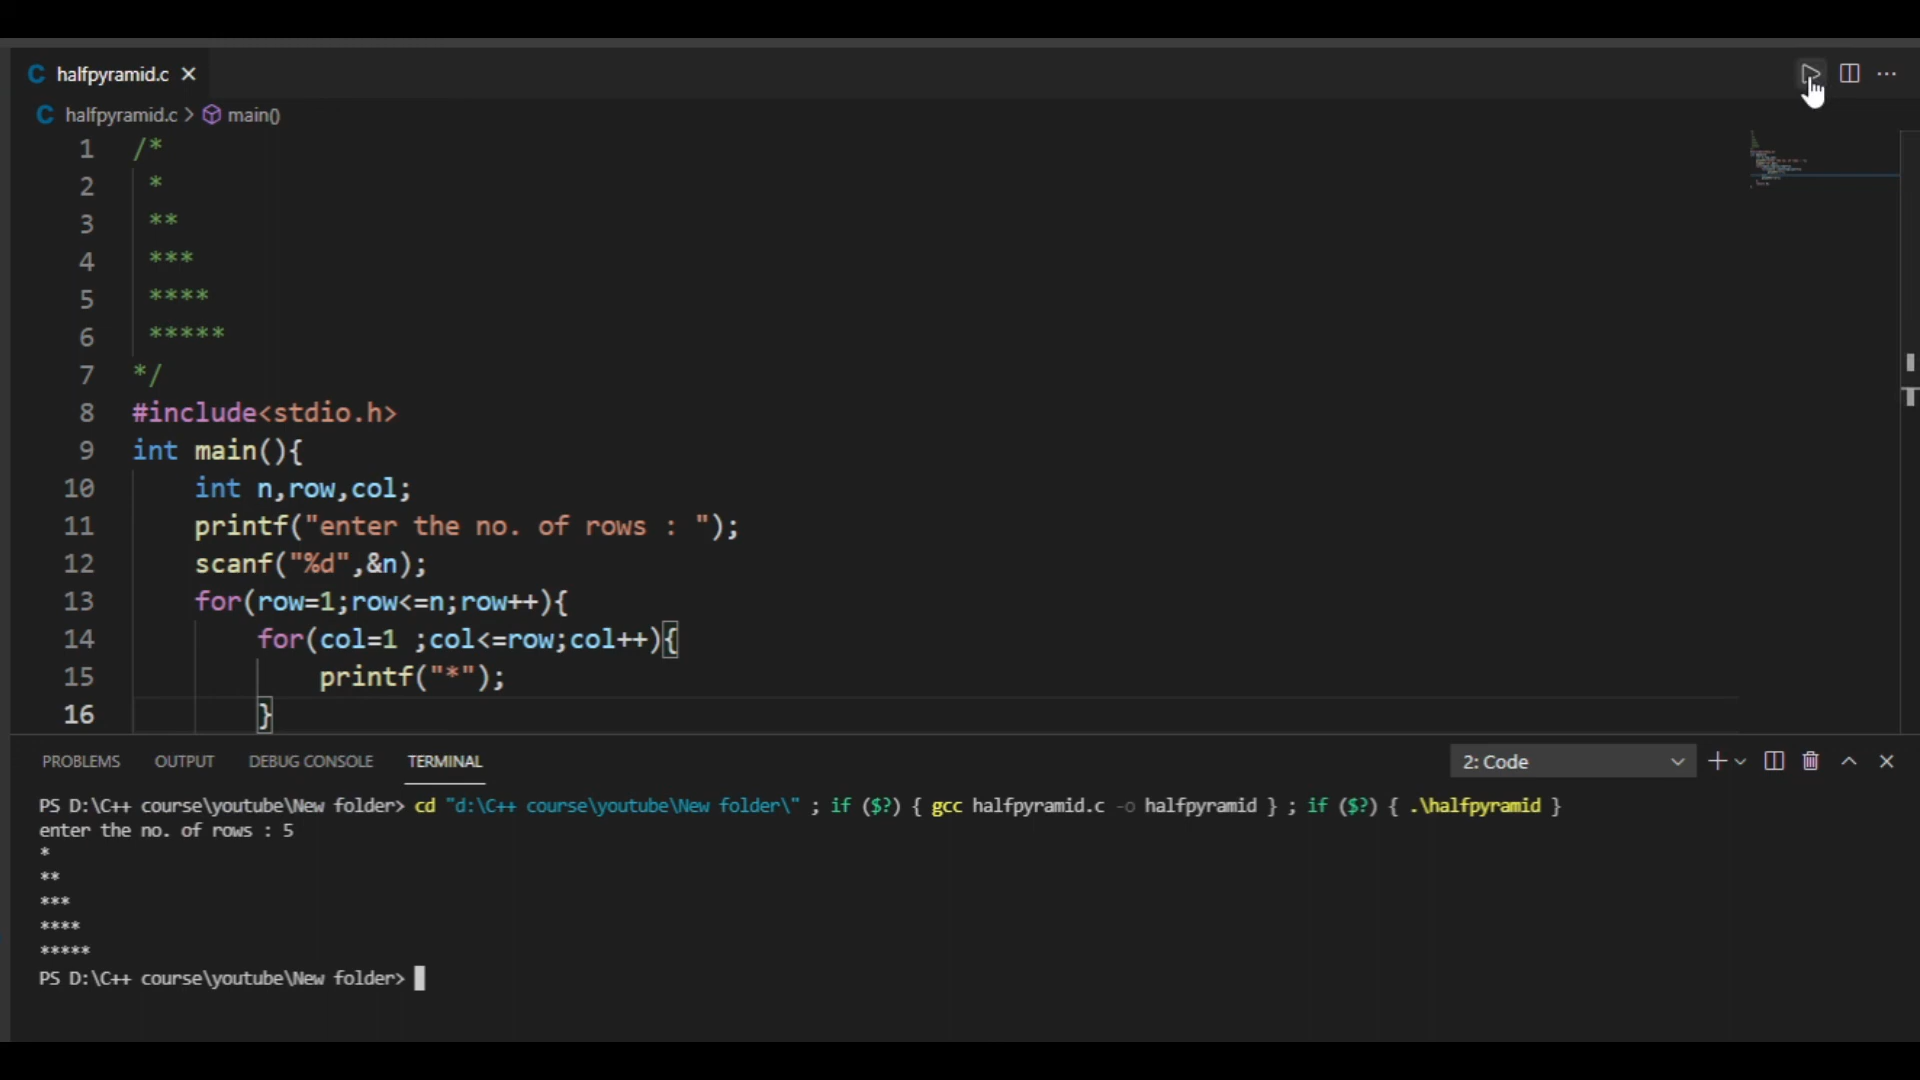 halfpyramid.c
halfpyramid.c > main()
1 /*
2  *
3  **
4  ***
5  ****
6  *****
7 */
8 #include<stdio.h>
9 int main(){
10     int n,row,col;
11     printf("enter the no. of rows : ");
12     scanf("%d",&n);
13     for(row=1;row<=n;row++){
14         for(col=1 ;col<=row;col++){
15             printf("*");
16         }
PROBLEMS OUTPUT DEBUG CONSOLE TERMINAL 2: Code
PS D:\C++ course\youtube\New folder> cd "d:\C++ course\youtube\New folder\" ; if ($?) { gcc halfpyramid.c -o halfpyramid } ; if ($?) { .\halfpyramid }
enter the no. of rows : 5
*
**
***
****
*****
PS D:\C++ course\youtube\New folder>